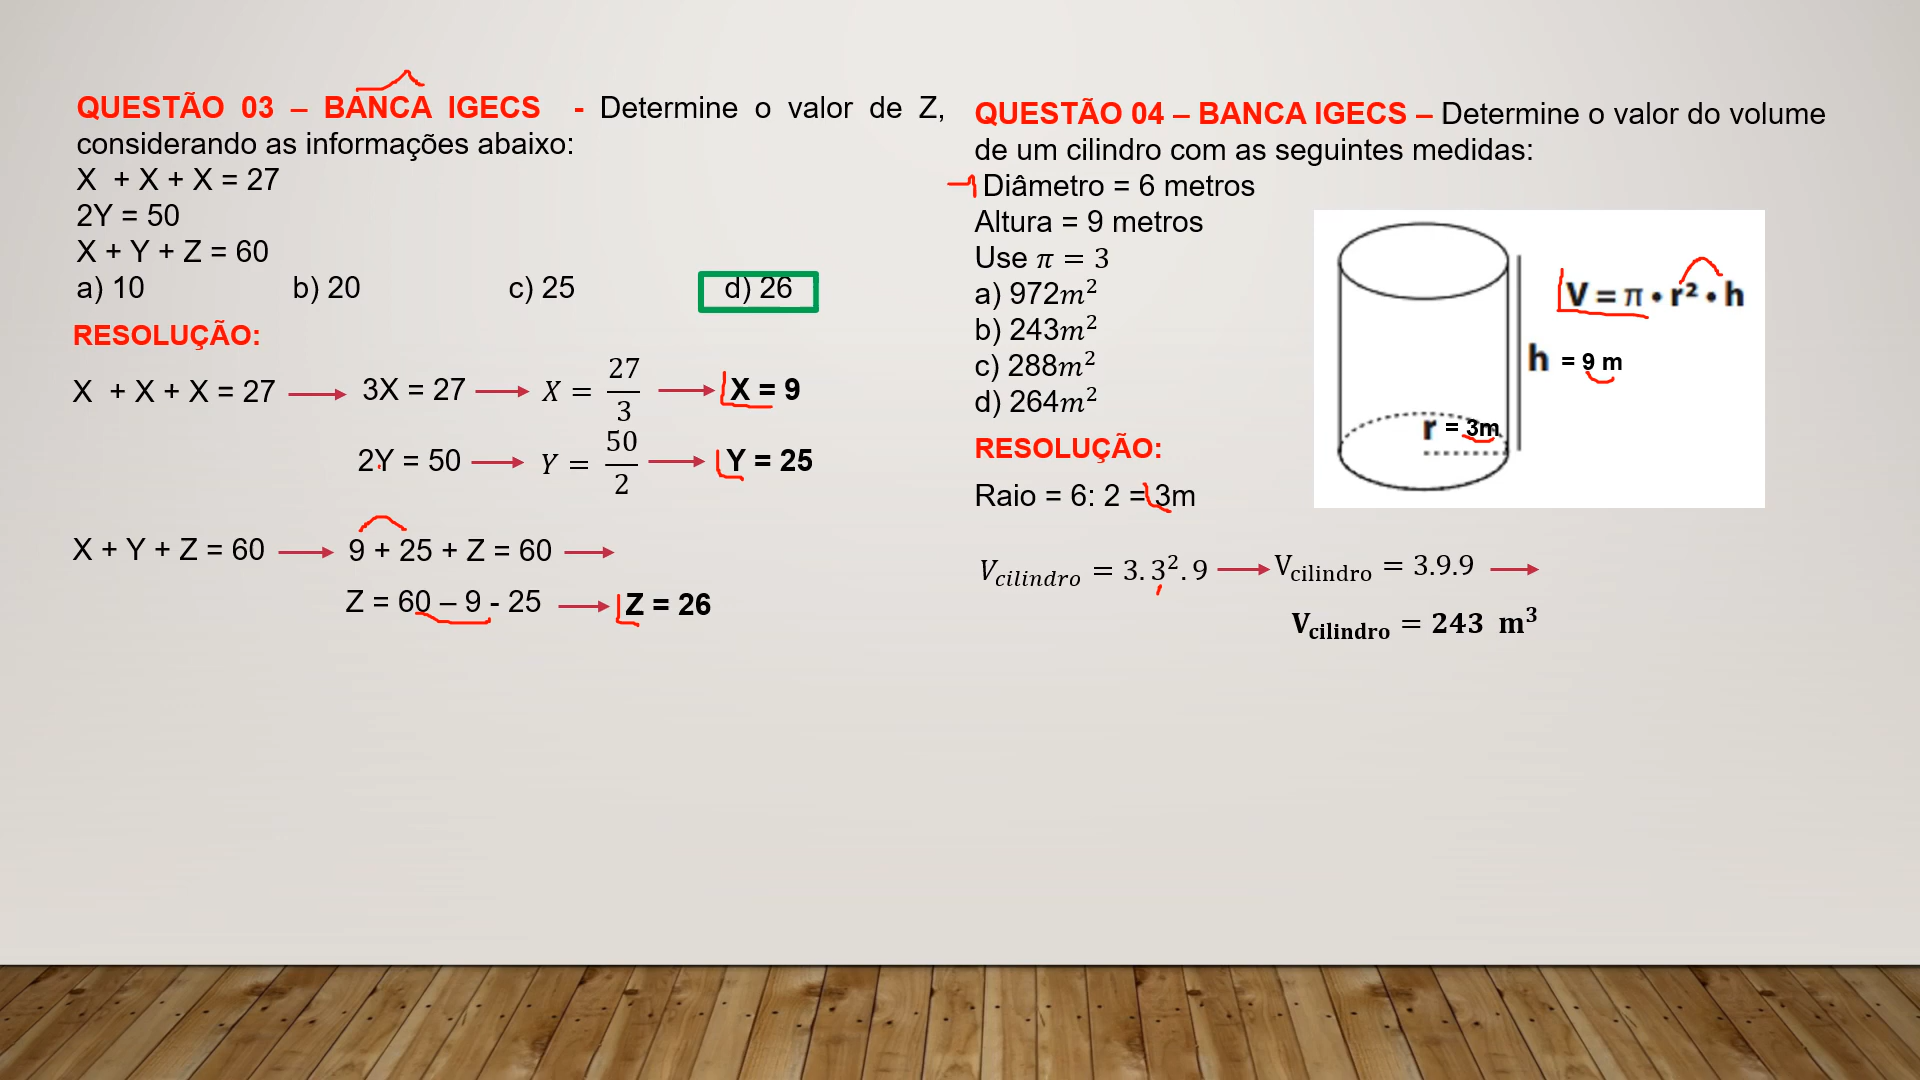 QUESTÃO 03 – BANCA IGECS - Determine o valor de Z,
considerando as informações abaixo:
X + X + X = 27
2Y = 50
X + Y + Z = 60
a) 10 b) 20 c) 25 d) 26
RESOLUÇÃO:
X + X + X = 27 → 3X = 27 → X = 27/3 → X = 9
2Y = 50 → Y = 50/2 → Y = 25
X + Y + Z = 60 → 9 + 25 + Z = 60 →
Z = 60 – 9 - 25 → Z = 26
QUESTÃO 04 – BANCA IGECS – Determine o valor do volume
de um cilindro com as seguintes medidas:
Diâmetro = 6 metros
Altura = 9 metros
Use π = 3
a) 972m²
b) 243m²
c) 288m²
d) 264m²
V = π • r² • h
h = 9 m
r = 3m
RESOLUÇÃO:
Raio = 6: 2 = 3m
Vcilindro = 3.3².9 → Vcilindro = 3.9.9 →
Vcilindro = 243 m³